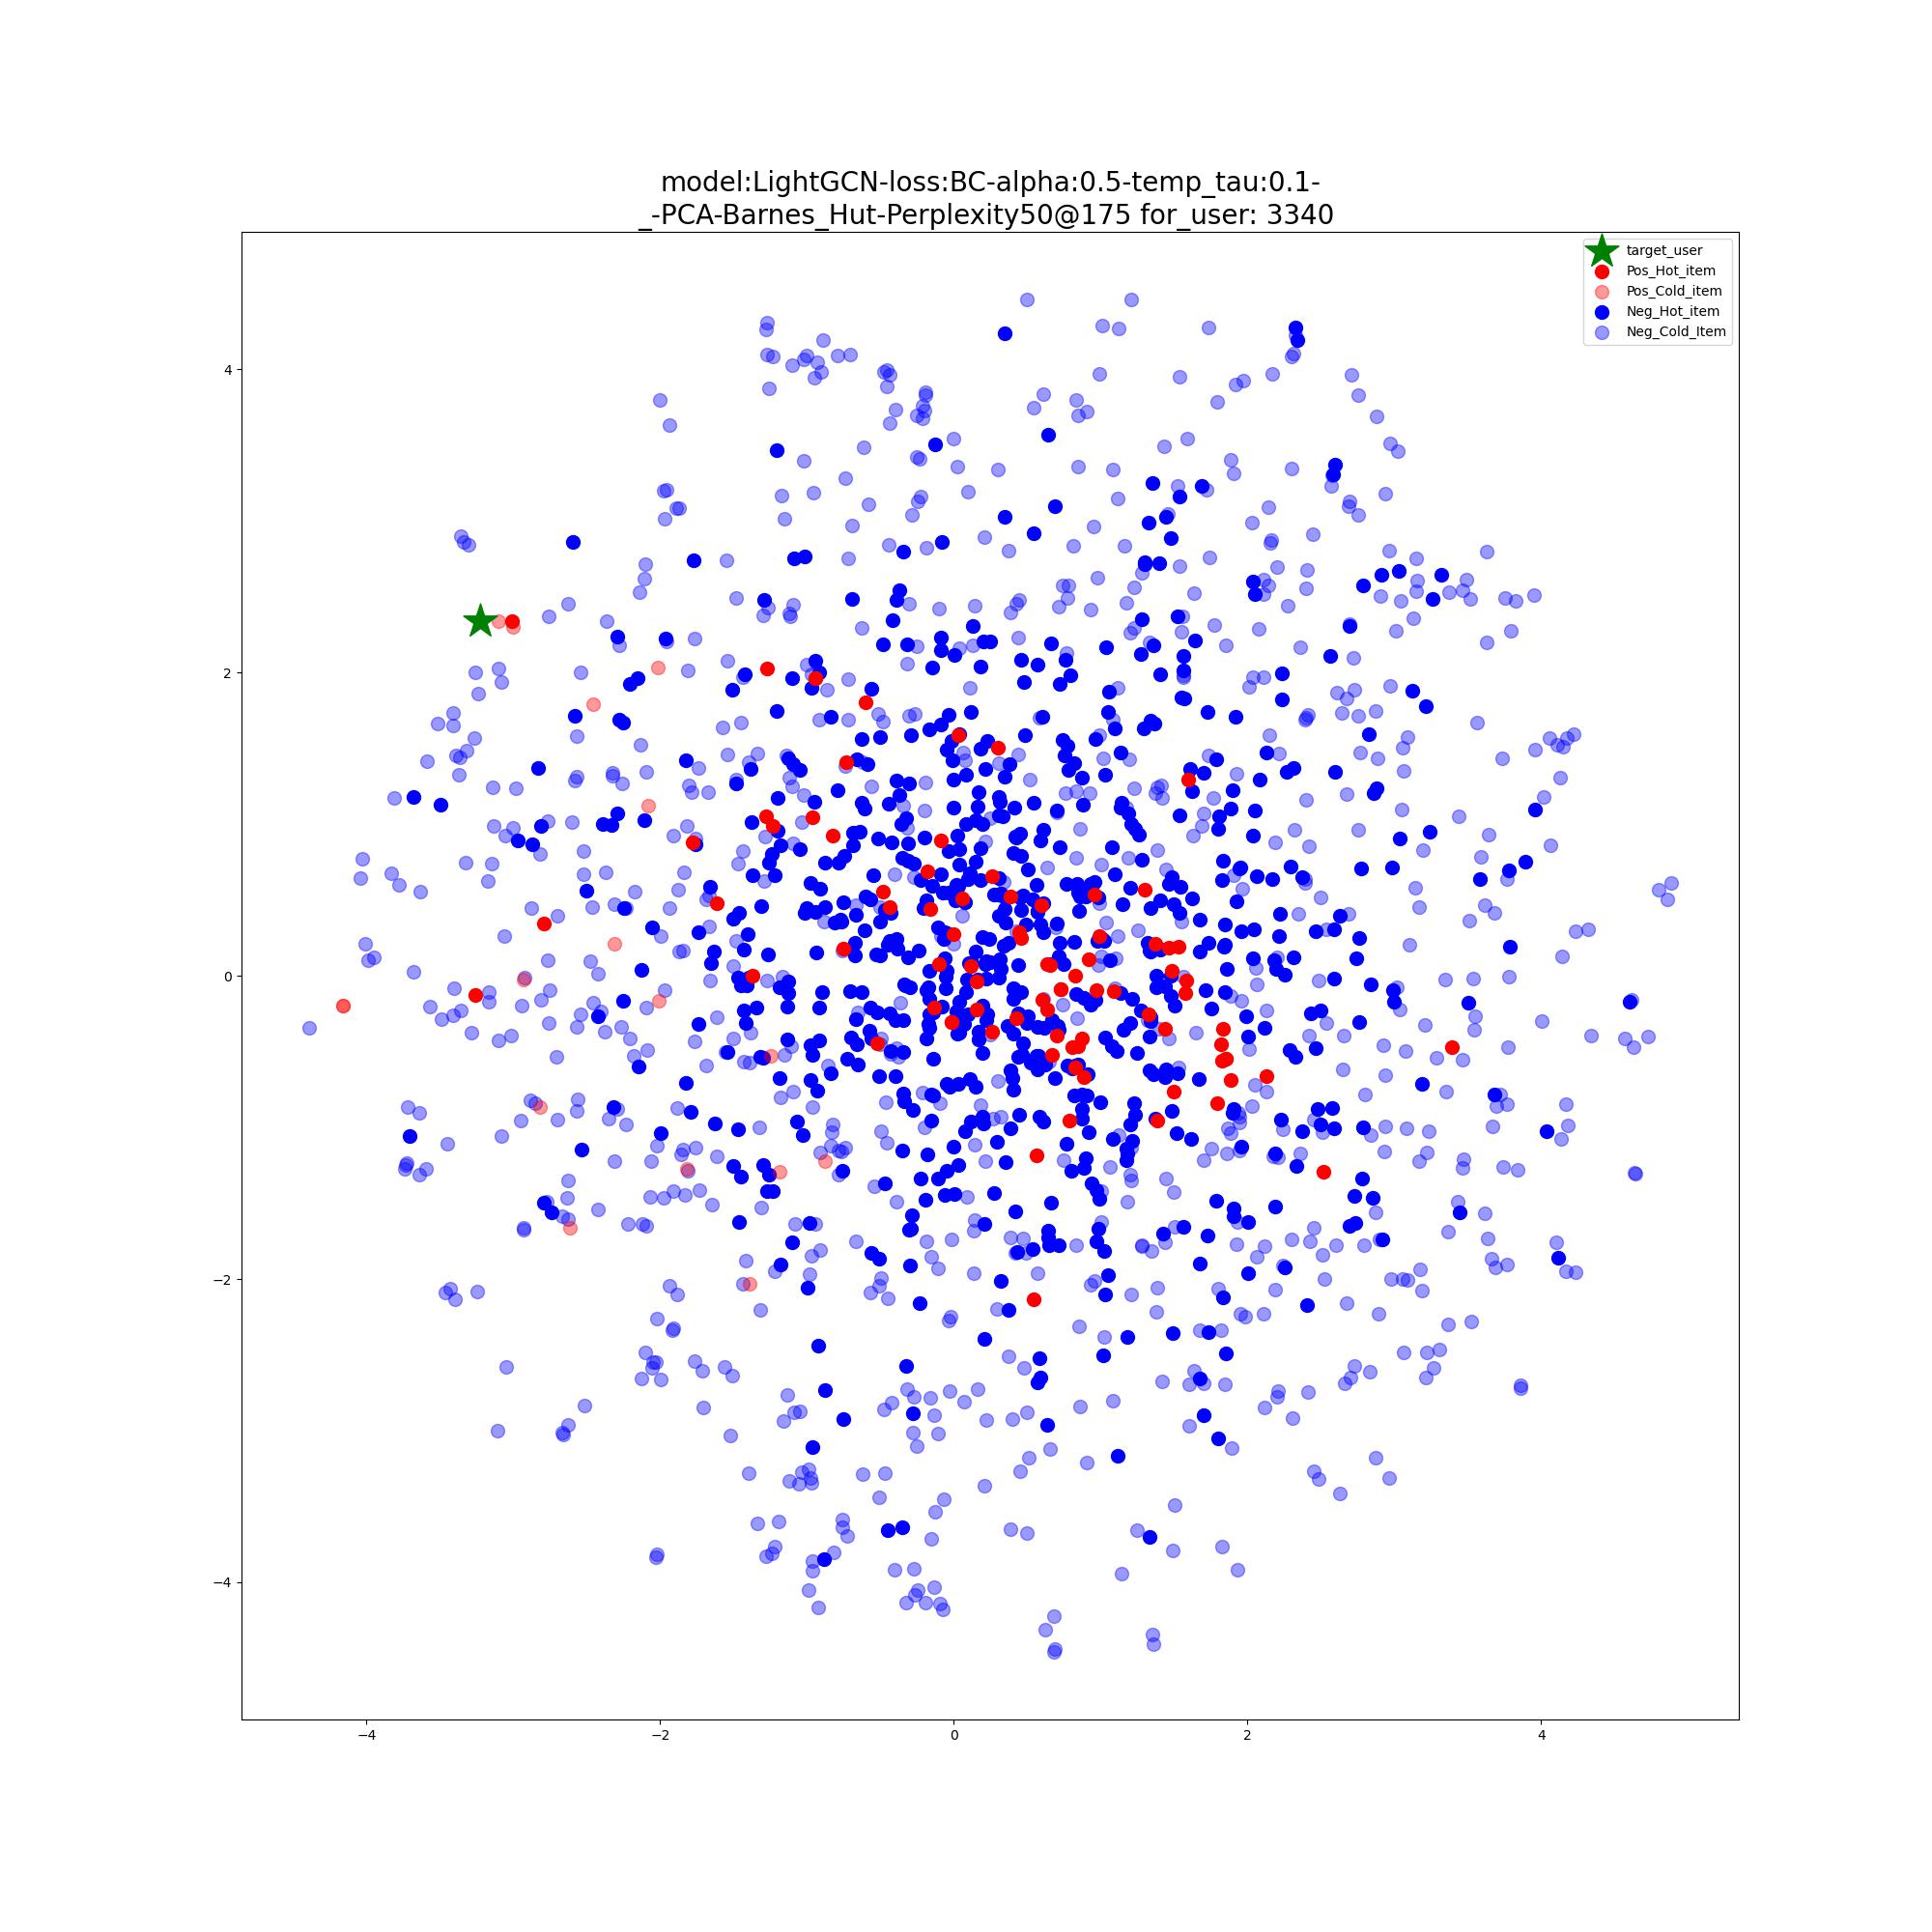 model:LightGCN-loss:BC-alpha:0.5-temp_tau:0.1-
_-PCA-Barnes_Hut-Perplexity50@175 for_user: 3340
target_user
Pos_Hot_item
Pos_Cold_item
Neg_Hot_item
Neg_Cold_Item
4
2
0
−2
−4
−4
−2
0
2
4